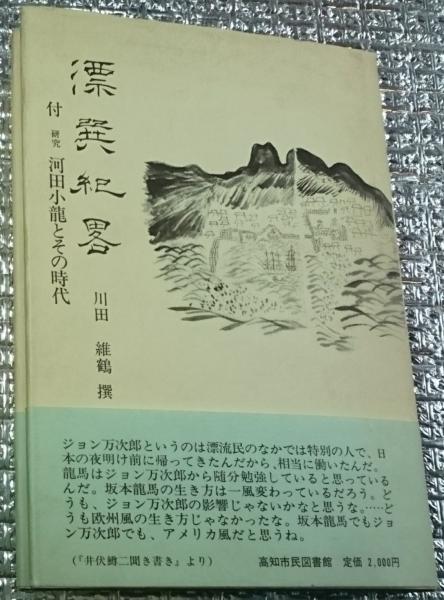 漂巽紀畧
付 研究 河田小龍とその時代
川田 維鶴 撰
ジョン万次郎というのは漂流民のなかでは特別の人で、日
本の夜明け前に帰ってきたんだから、相当に働いたんだ。
龍馬はジョン万次郎から随分勉強していると思っている
んだ。坂本龍馬の生き方は一風変わっているだろう。ど
うも、ジョン万次郎の影響じゃないかなと思うな。……ど
うも欧州風の生き方じゃなかったな。坂本龍馬でもジョ
ン万次郎でも、アメリカ風だと思うね。
(『井伏鱒二聞き書き』より)
高知市民図書館 定価 2,000円